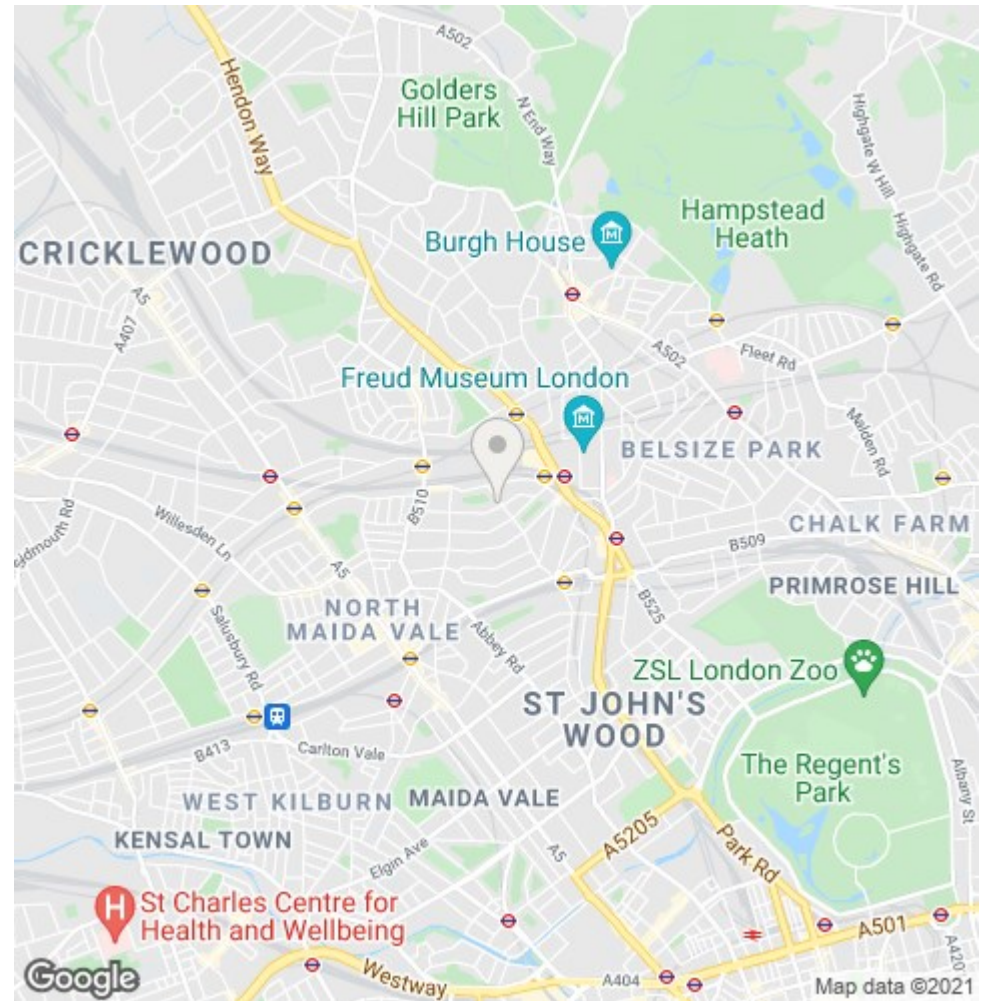 A502
Hendon Way
Golders
Hill Park
N End Way
Highgate W Hill
Hampstead
Heath
Burgh House
CRICKLEWOOD
Highgate Rd
A5
A407
A502
Fleet Rd
Freud Museum London
Malden Rd
BELSIZE PARK
B510
Willesden Ln
idmouth Rd
CHALK FARM
B509
A5
PRIMROSE HILL
B525
NORTH
MAIDA VALE
Salusbury Rd
Abbey Rd
ZSL London Zoo
ST JOHN'S
WOOD
B413
Carlton Vale
The Regent's
Park
Albany St
WEST KILBURN
MAIDA VALE
KENSAL TOWN
Elgin Ave
A5
A5205
Park Rd
H
St Charles Centre for
Health and Wellbeing
A501
A420
Westway
A404
Google
Map data ©2021